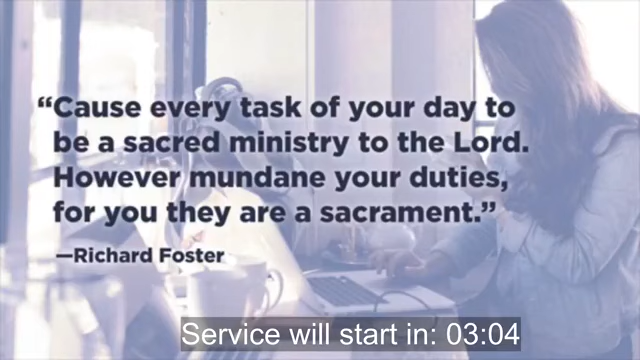 “Cause every task of your day to
be a sacred ministry to the Lord.
However mundane your duties,
for you they are a sacrament.”
—Richard Foster
Service will start in: 03:04